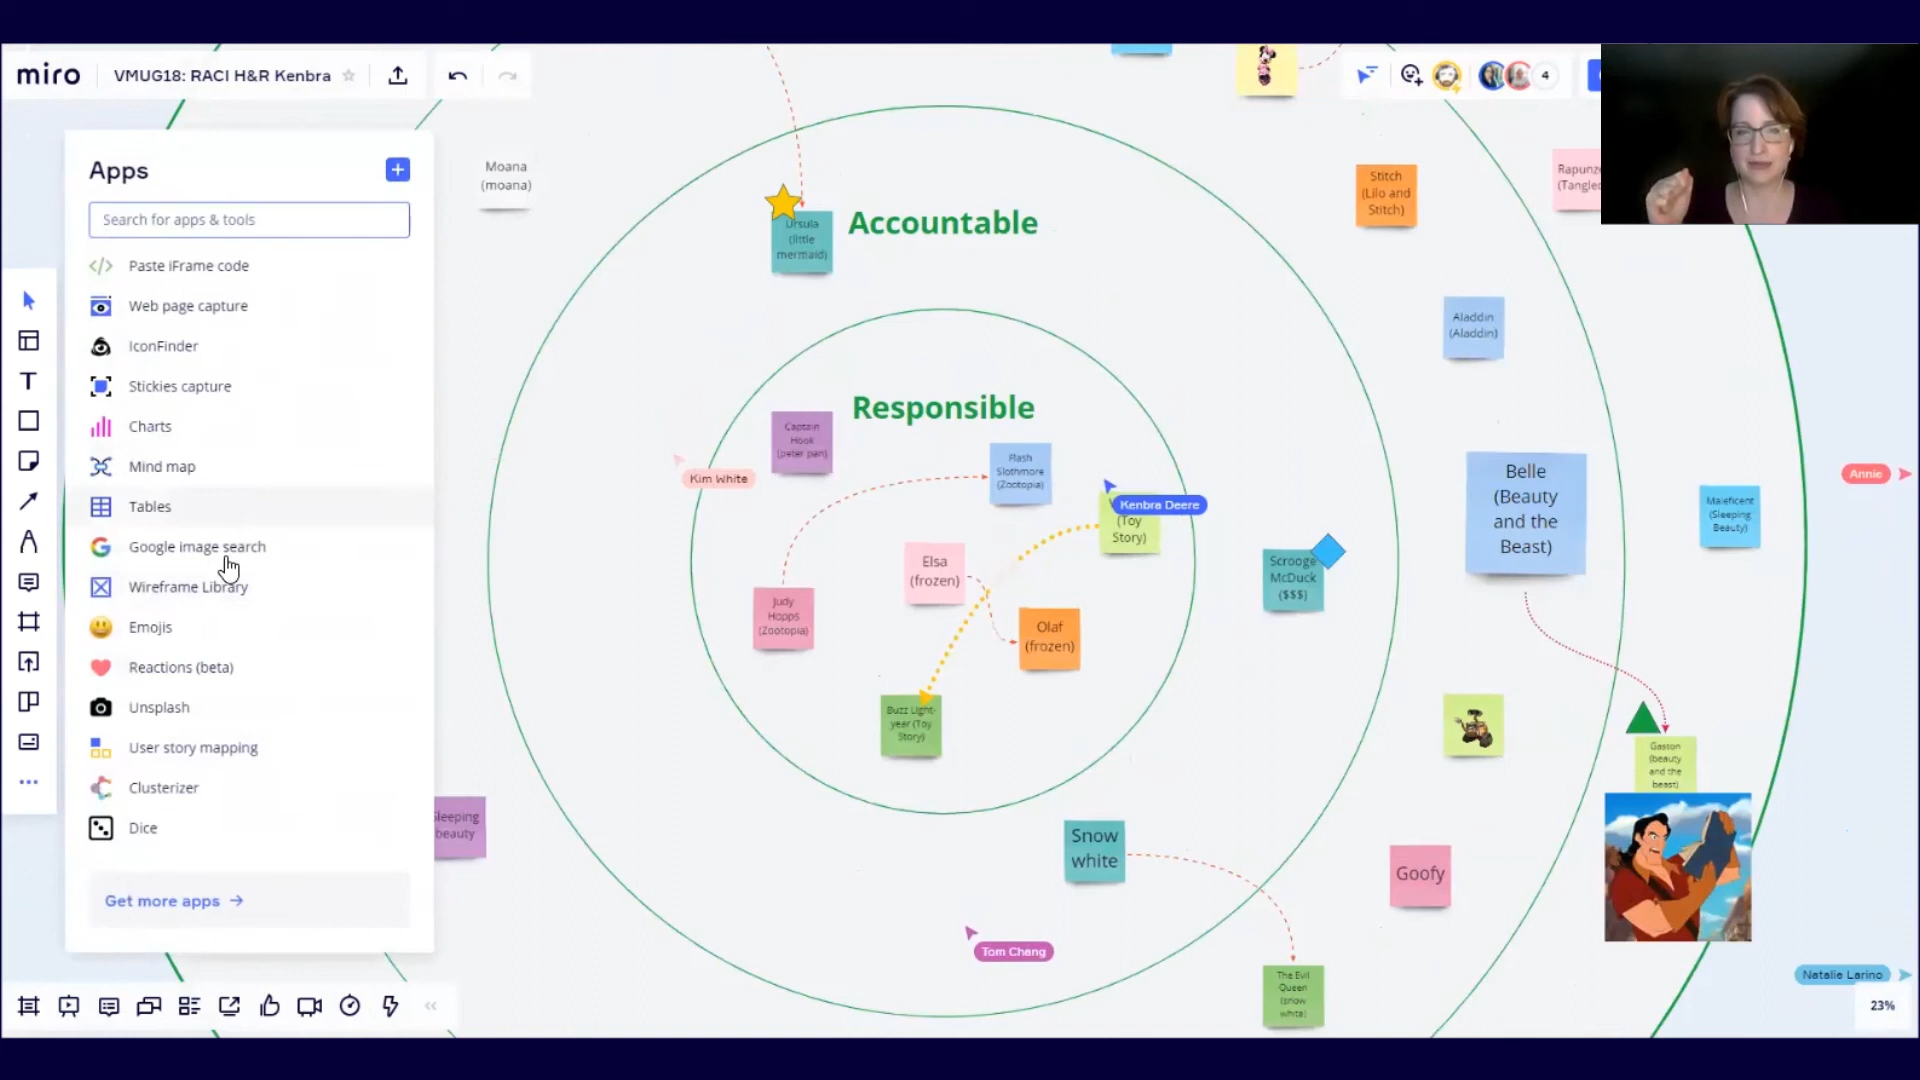 miro
VMUG18: RACI H&R Kenbra
4
Apps
+
Search for apps & tools
</> Paste iFrame code
Web page capture
IconFinder
Stickies capture
Charts
Mind map
Tables
Google image search
Wireframe Library
Emojis
Reactions (beta)
Unsplash
User story mapping
Clusterizer
Dice
Get more apps →
Moana
(moana)
Ursula
(little
mermaid)
Accountable
Stitch
(Lilo and
Stitch)
(Tangled
Aladdin
(Aladdin)
Responsible
Captain
Hook
(peter pan)
Flash
Slothmore
(Zootopia)
Kim White
Kenbra Deere
(Toy
Story)
Belle
(Beauty
and the
Beast)
Annie
Maleficent
(Sleeping
Beauty)
Elsa
(frozen)
Scrooge
McDuck
($$$)
Judy
Hopps
(Zootopia)
Olaf
(frozen)
Buzz Light-
year (Toy
Story)
Gaston
(beauty
and the
beast)
Sleeping
beauty
Snow
white
Goofy
Tom Chang
The Evil
Queen
(snow
white)
Natalie Larino
23%